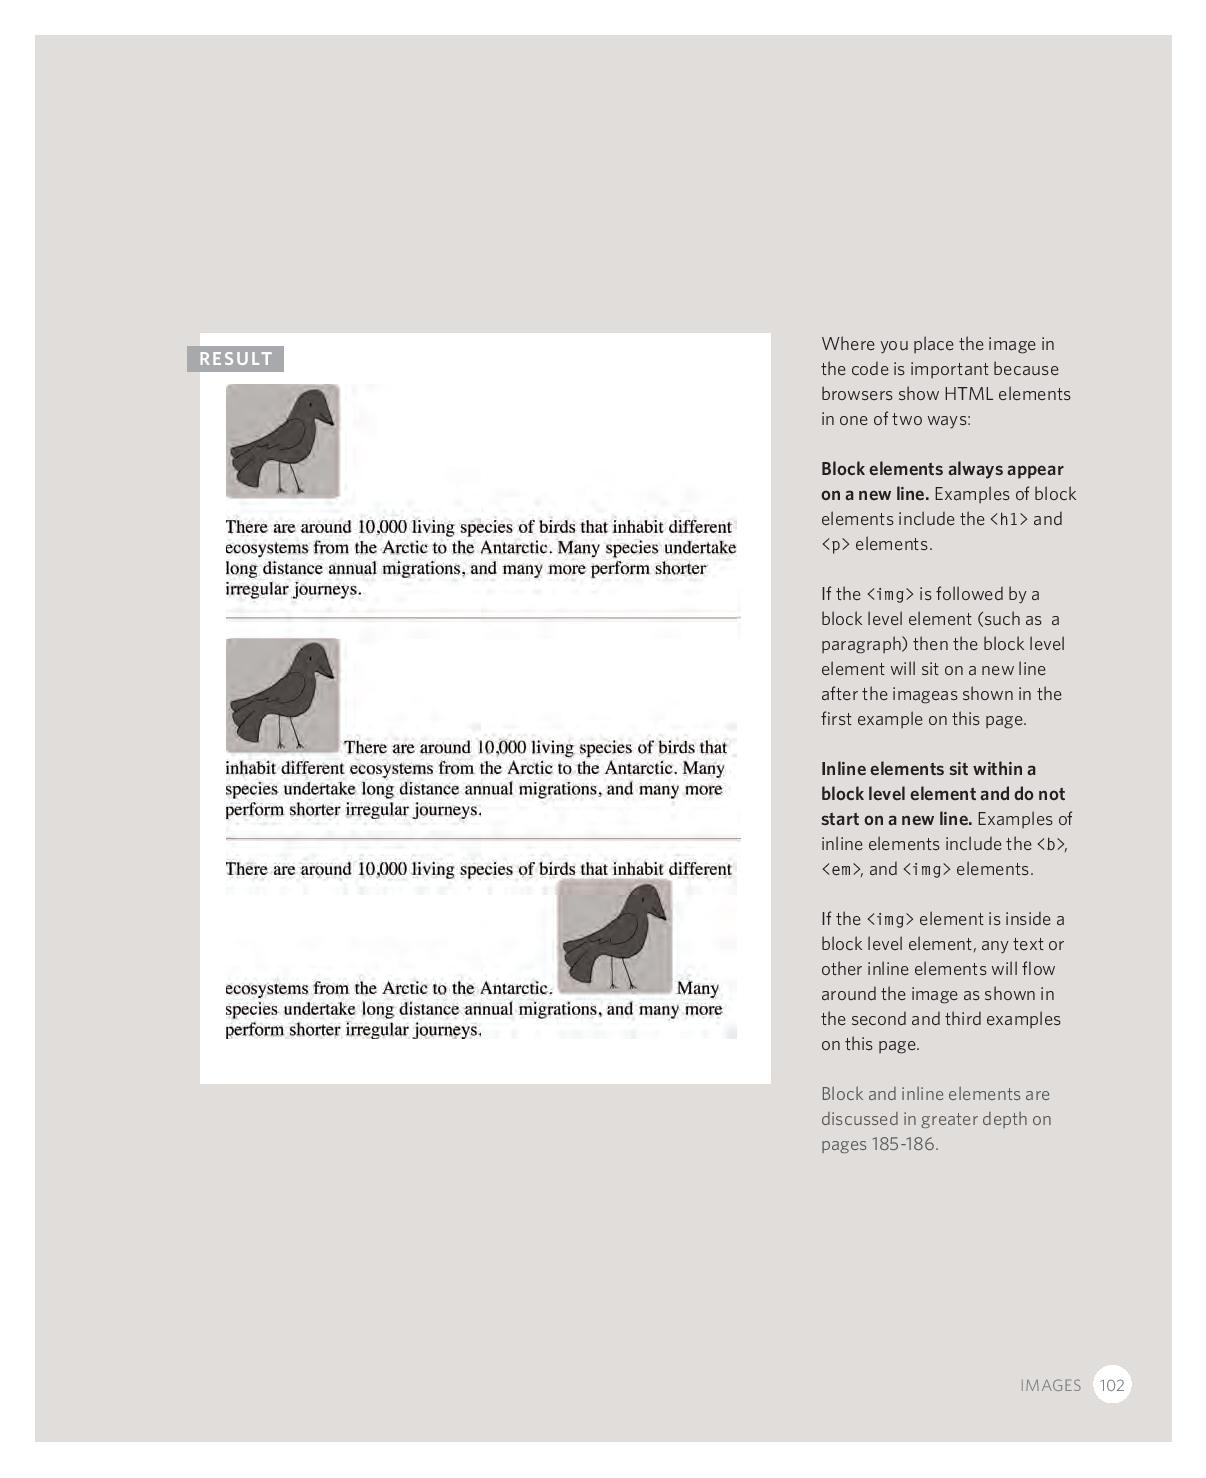 RESULT
There are around 10,000 living species of birds that inhabit different
ecosystems from the Arctic to the Antarctic. Many species undertake
long distance annual migrations, and many more perform shorter
irregular journeys.
There are around 10,000 living species of birds that
inhabit different ecosystems from the Arctic to the Antarctic. Many
species undertake long distance annual migrations, and many more
perform shorter irregular journeys.
There are around 10,000 living species of birds that inhabit different
ecosystems from the Arctic to the Antarctic. Many
species undertake long distance annual migrations, and many more
perform shorter irregular journeys.
Where you place the image in
the code is important because
browsers show HTML elements
in one of two ways:
Block elements always appear
on a new line. Examples of block
elements include the <h1> and
<p> elements.
If the <img> is followed by a
block level element (such as  a
paragraph) then the block level
element will sit on a new line
after the imageas shown in the
first example on this page.
Inline elements sit within a
block level element and do not
start on a new line. Examples of
inline elements include the <b>,
<em>, and <img> elements.
If the <img> element is inside a
block level element, any text or
other inline elements will flow
around the image as shown in
the second and third examples
on this page.
Block and inline elements are
discussed in greater depth on
pages 185-186.
IMAGES 102